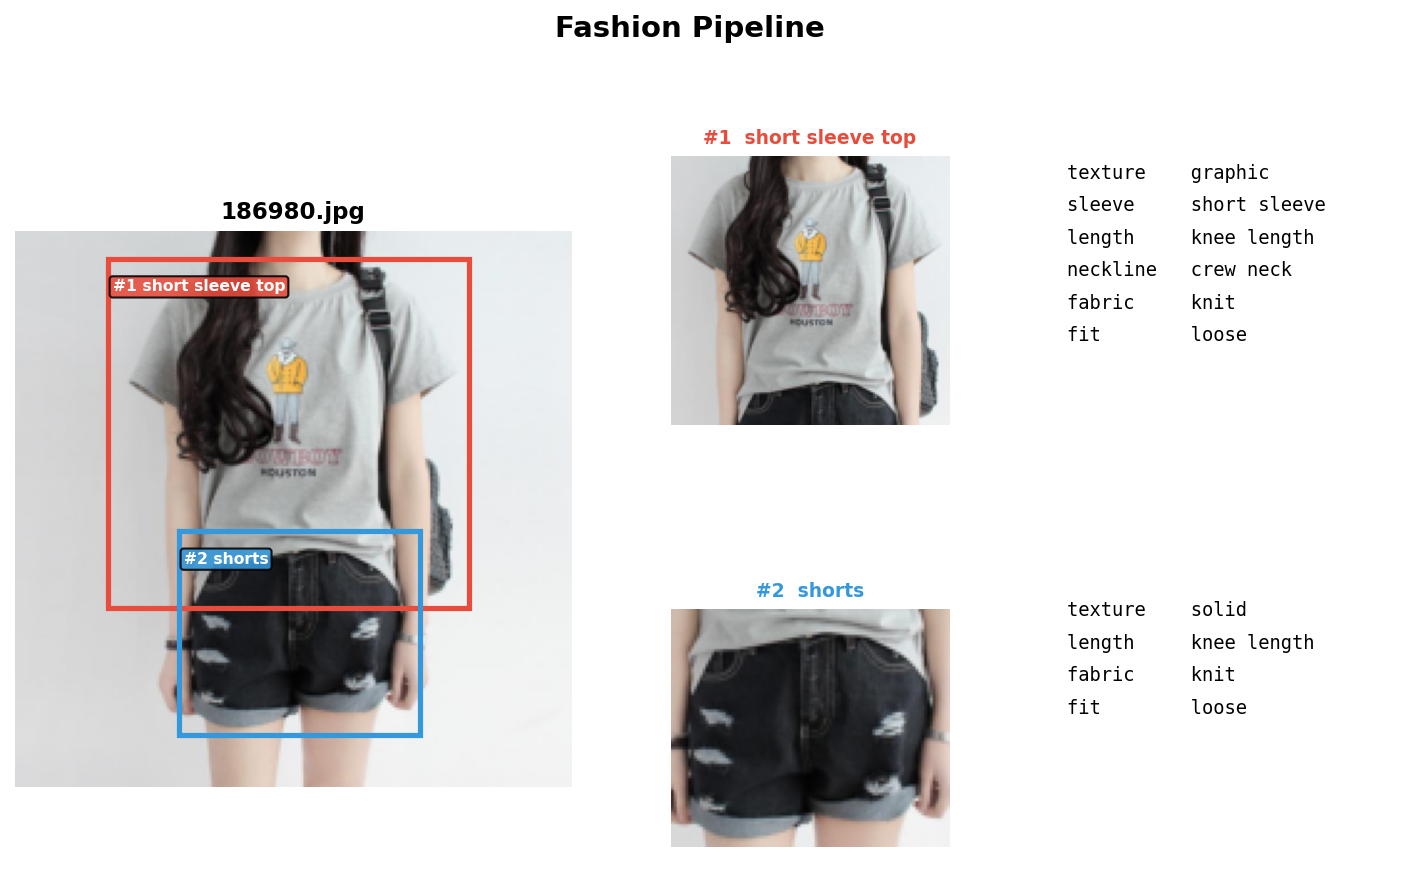 Fashion Pipeline
186980.jpg
#1 short sleeve top
#2 shorts
HOUSTON
#1 short sleeve top
HOUSTON
texture graphic
sleeve short sleeve
length knee length
neckline crew neck
fabric knit
fit loose
#2 shorts
texture solid
length knee length
fabric knit
fit loose